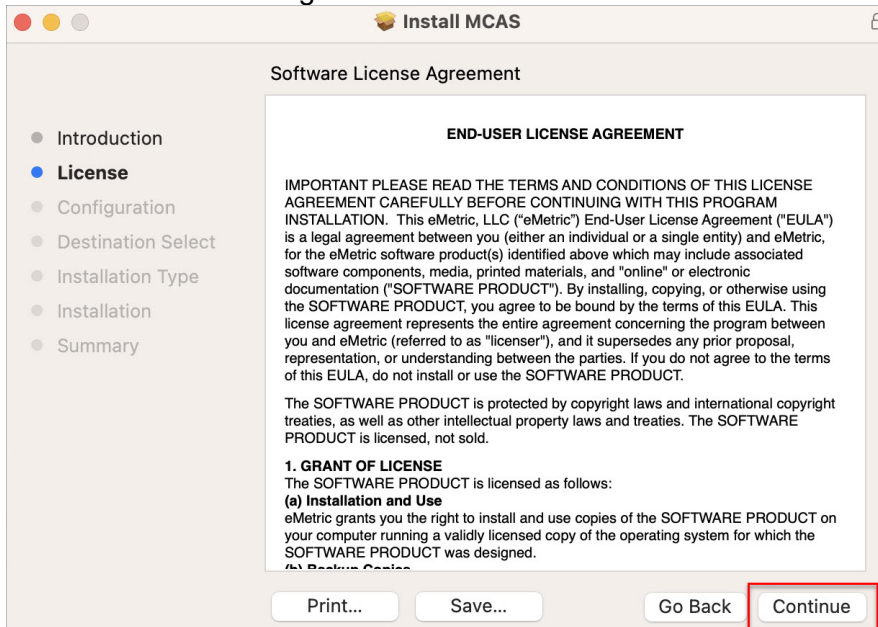 Install MCAS
Software License Agreement
Introduction
License
Configuration
Destination Select
Installation Type
Installation
Summary
END-USER LICENSE AGREEMENT
IMPORTANT PLEASE READ THE TERMS AND CONDITIONS OF THIS LICENSE
AGREEMENT CAREFULLY BEFORE CONTINUING WITH THIS PROGRAM
INSTALLATION. This eMetric, LLC (“eMetric”) End-User License Agreement ("EULA")
is a legal agreement between you (either an individual or a single entity) and eMetric,
for the eMetric software product(s) identified above which may include associated
software components, media, printed materials, and "online" or electronic
documentation ("SOFTWARE PRODUCT"). By installing, copying, or otherwise using
the SOFTWARE PRODUCT, you agree to be bound by the terms of this EULA. This
license agreement represents the entire agreement concerning the program between
you and eMetric (referred to as "licenser"), and it supersedes any prior proposal,
representation, or understanding between the parties. If you do not agree to the terms
of this EULA, do not install or use the SOFTWARE PRODUCT.
The SOFTWARE PRODUCT is protected by copyright laws and international copyright
treaties, as well as other intellectual property laws and treaties. The SOFTWARE
PRODUCT is licensed, not sold.
1. GRANT OF LICENSE
The SOFTWARE PRODUCT is licensed as follows:
(a) Installation and Use
eMetric grants you the right to install and use copies of the SOFTWARE PRODUCT on
your computer running a validly licensed copy of the operating system for which the
SOFTWARE PRODUCT was designed.
(b) Backup Copies
Print... Save... Go Back Continue